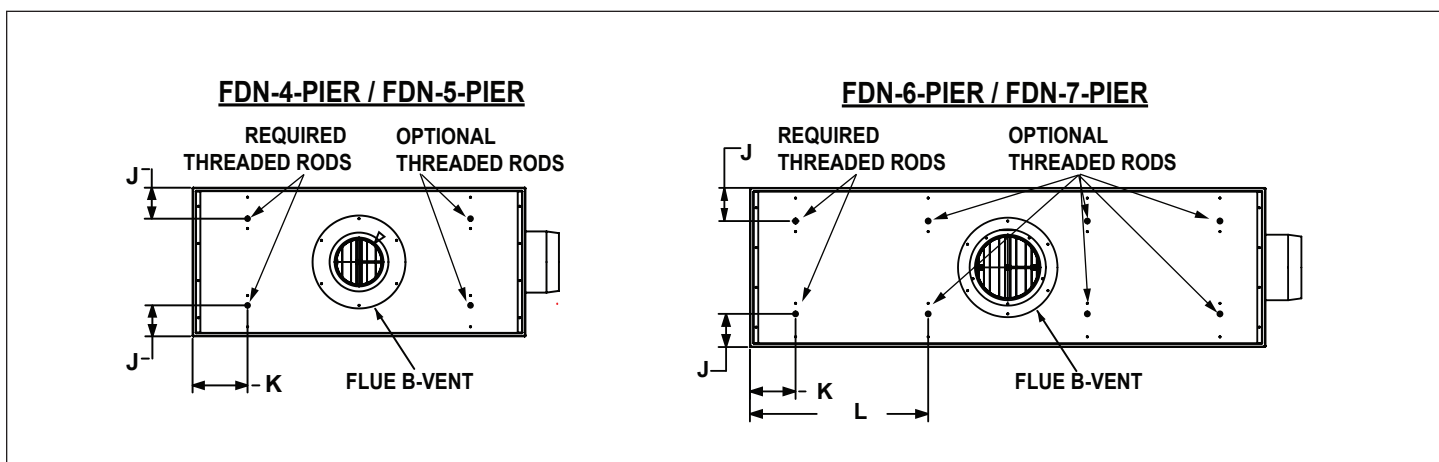 FDN-4-PIER / FDN-5-PIER
REQUIRED
THREADED RODS
OPTIONAL
THREADED RODS
J
J
K
FLUE B-VENT
FDN-6-PIER / FDN-7-PIER
J
REQUIRED
THREADED RODS
OPTIONAL
THREADED RODS
J
K
FLUE B-VENT
L